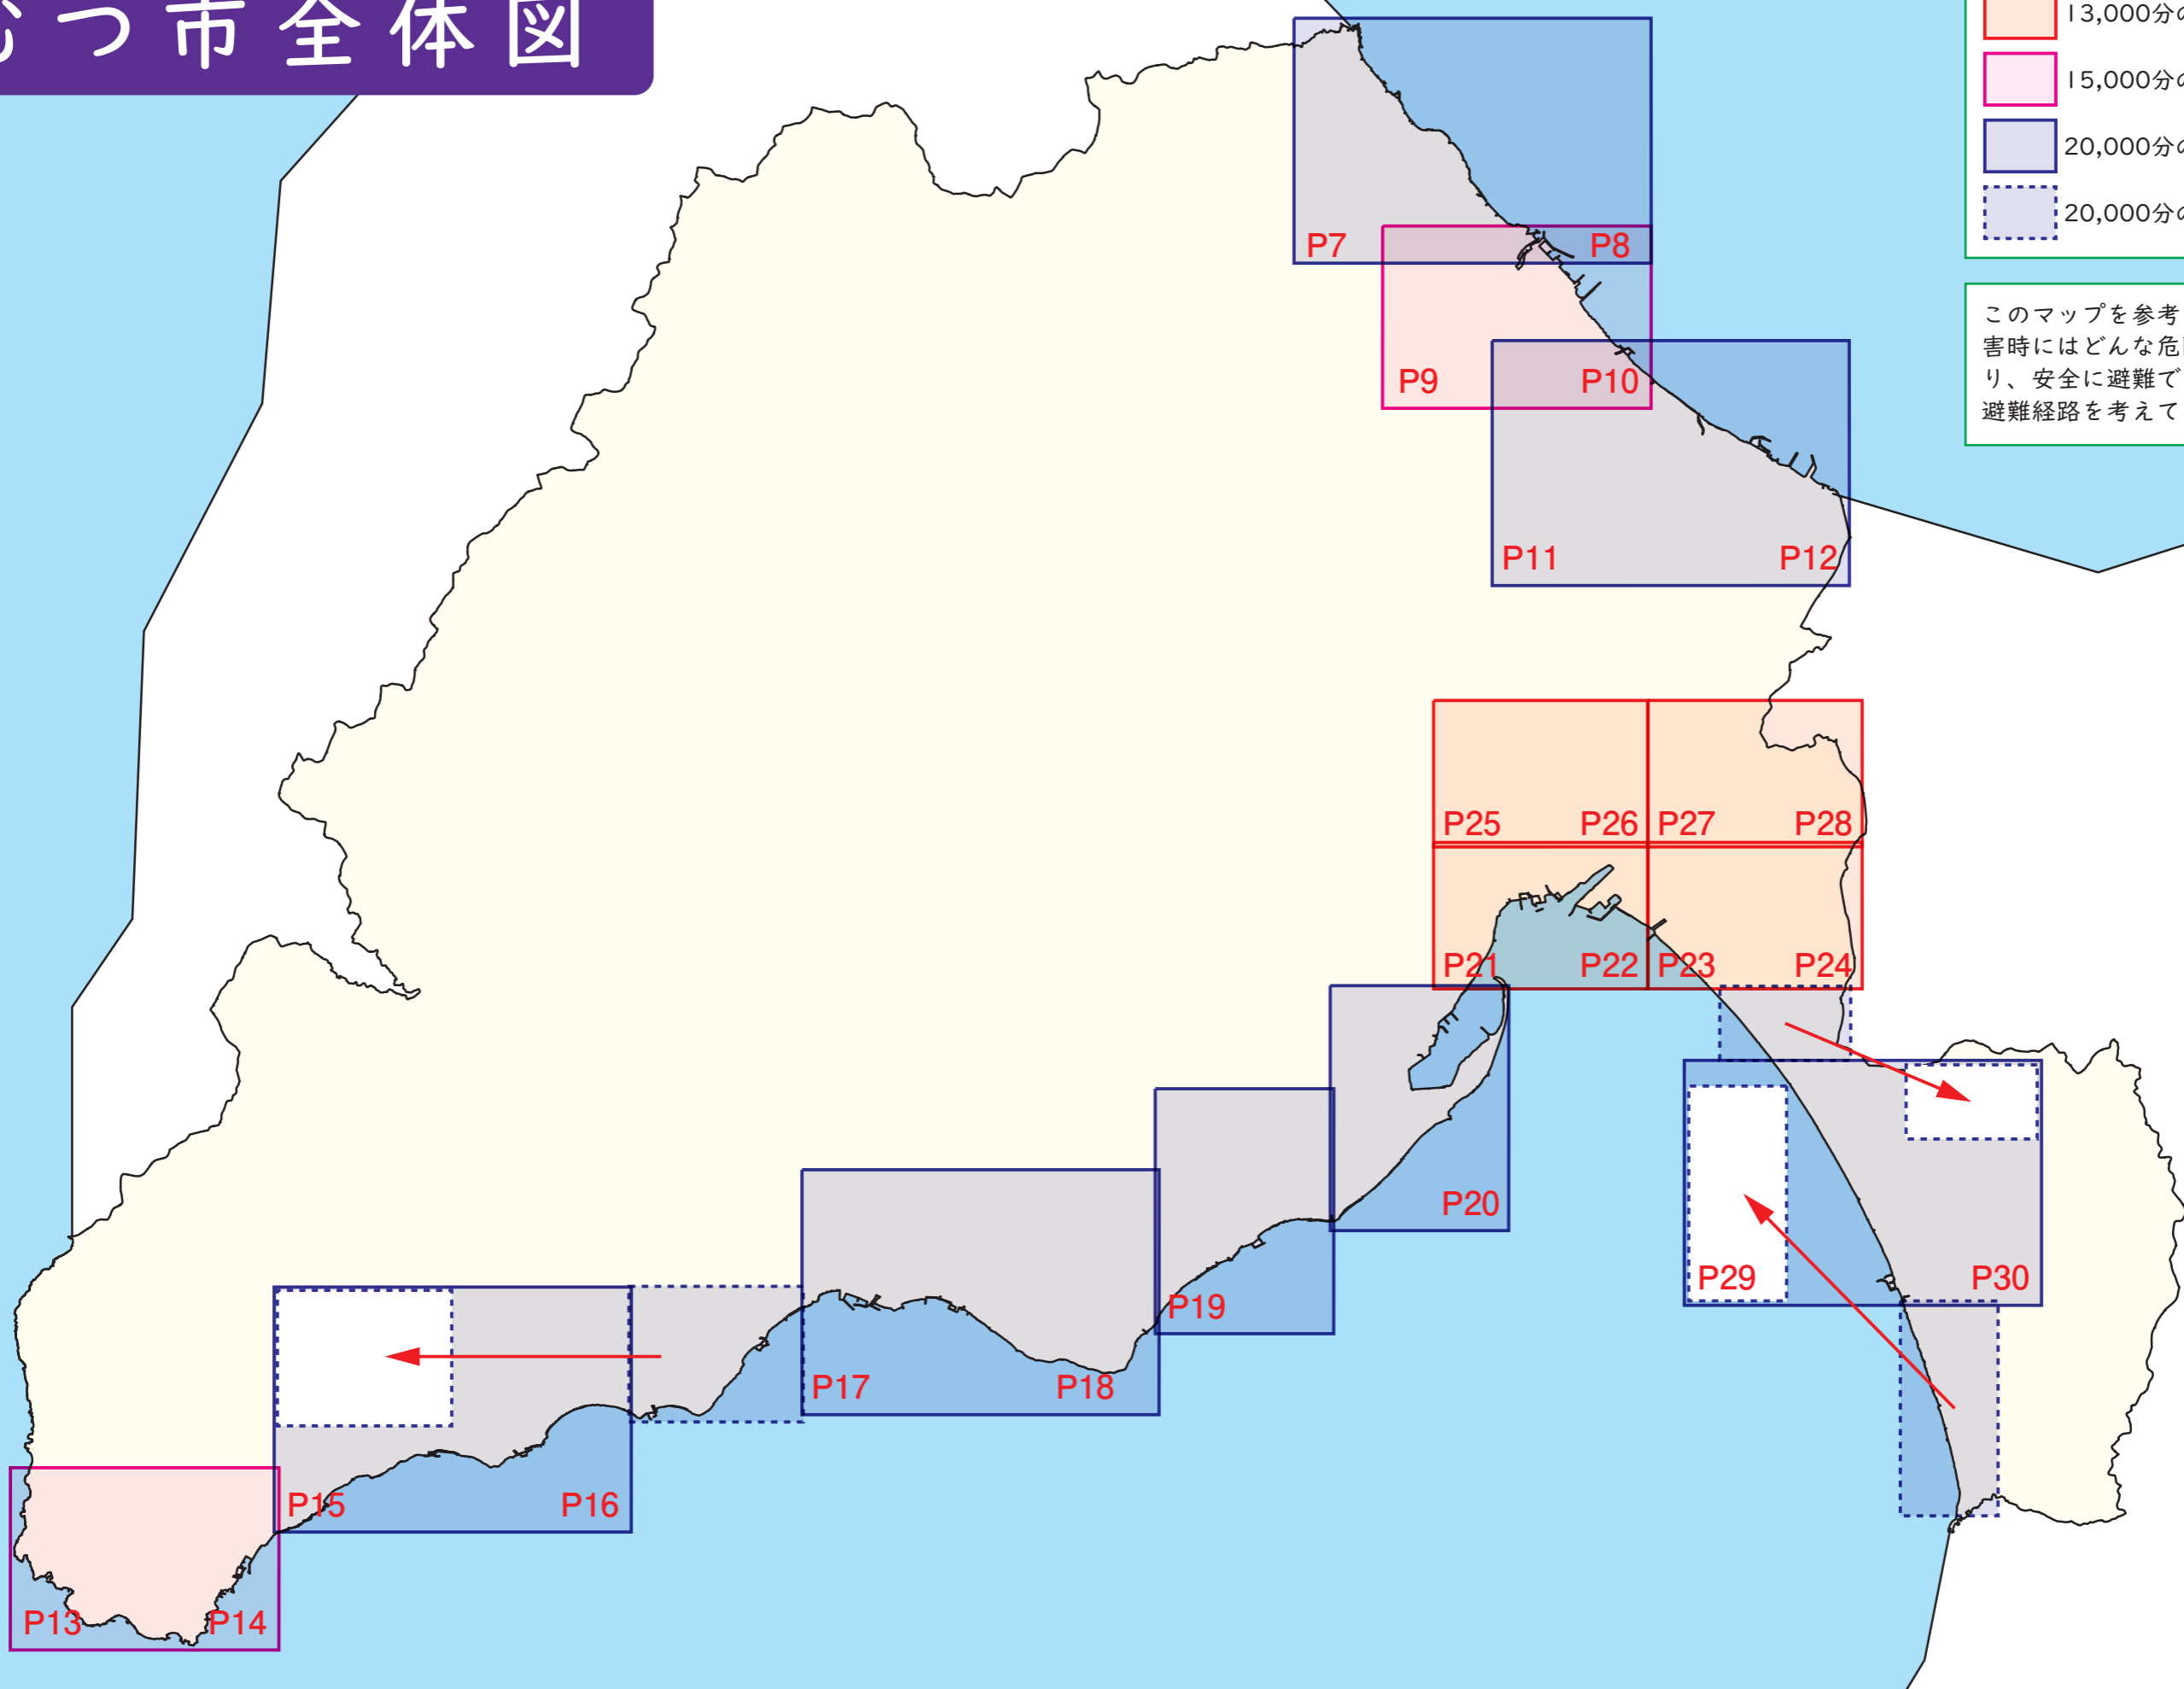 むつ市全体図
13,000分の
15,000分の
20,000分の
20,000分の
このマップを参考
害時にはどんな危
り、安全に避難で
避難経路を考えて
P7
P8
P9
P10
P11
P12
P25
P26
P27
P28
P21
P22
P23
P24
P20
P29
P30
P19
P17
P18
P15
P16
P13
P14